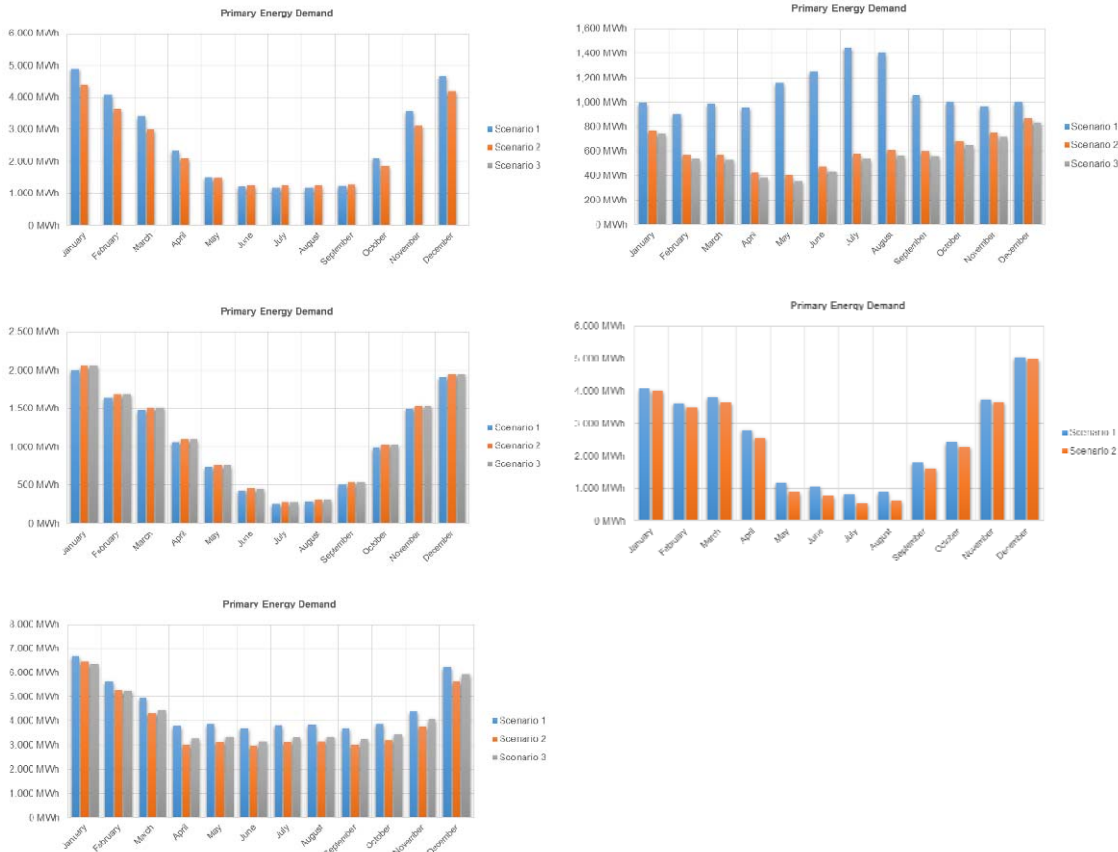 Primary Energy Demand
6.000 MWh
5.000 MWh
4.000 MWh
3.000 MWh
2.000 MWh
1.000 MWh
0 MWh
January
February
March
April
May
June
July
August
September
October
November
December
Scenario 1
Scenario 2
Scenario 3
Primary Energy Demand
1,600 MWh
1,400 MWh
1,200 MWh
1,000 MWh
800 MWh
600 MWh
400 MWh
200 MWh
0 MWh
January
February
March
April
May
June
July
August
September
October
November
December
Scenario 1
Scenario 2
Scenario 3
Primary Energy Demand
2.500 MWh
2.000 MWh
1.500 MWh
1.000 MWh
500 MWh
0 MWh
January
February
March
April
May
June
July
August
September
October
November
December
Scenario 1
Scenario 2
Scenario 3
Primary Energy Demand
6.000 MWh
5.000 MWh
4.000 MWh
3.000 MWh
2.000 MWh
1.000 MWh
0 MWh
January
February
March
April
May
June
July
August
September
October
November
December
Scenario 1
Scenario 2
Primary Energy Demand
8.000 MWh
7.000 MWh
6.000 MWh
5.000 MWh
4.000 MWh
3.000 MWh
2.000 MWh
1.000 MWh
0 MWh
January
February
March
April
May
June
July
August
September
October
November
December
Scenario 1
Scenario 2
Scenario 3